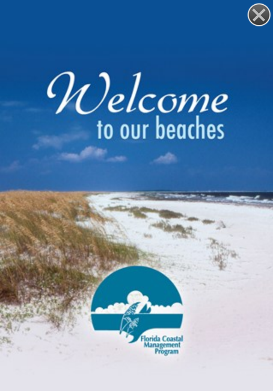 Welcome
to our beaches
Florida Coastal
Management
Program